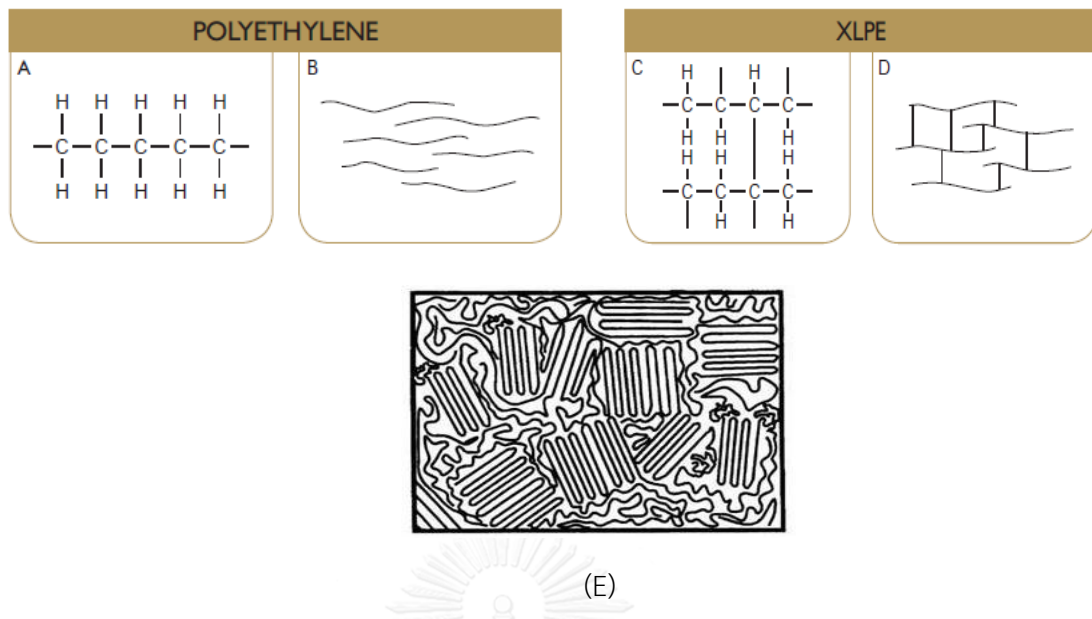 POLYETHYLENE
A
H H H H H
—C—C—C—C—C—
H H H H H
B
XLPE
C
H H
—C—C—C—C—
H H H
H H H
—C—C—C—C—
H H
D
(E)